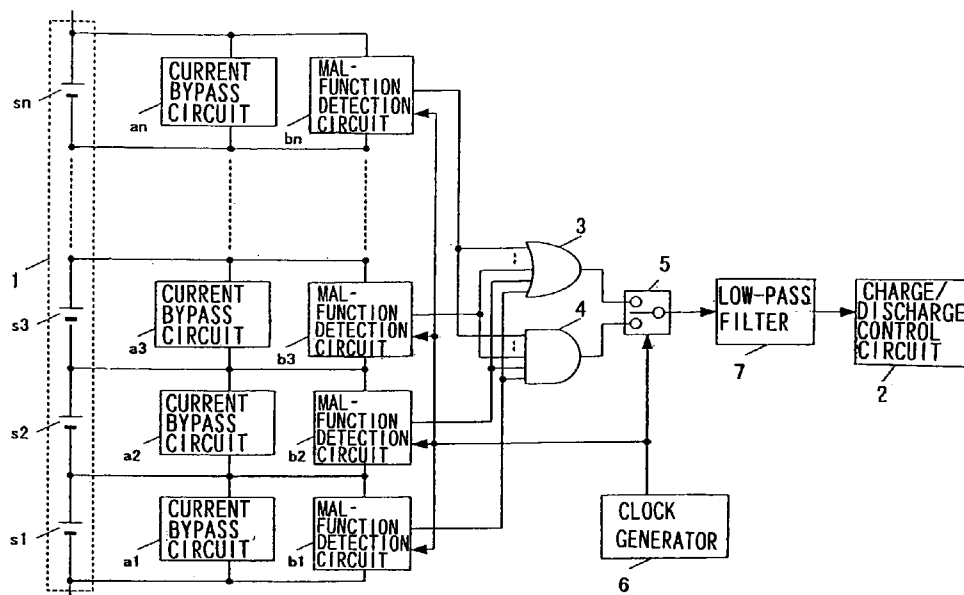 sn
CURRENT
BYPASS
CIRCUIT
an
MAL-
FUNCTION
DETECTION
CIRCUIT
bn
1
3
4
5
s3
CURRENT
BYPASS
CIRCUIT
a3
MAL-
FUNCTION
DETECTION
CIRCUIT
b3
LOW-PASS
FILTER
7
CHARGE/
DISCHARGE
CONTROL
CIRCUIT
2
s2
CURRENT
BYPASS
CIRCUIT
a2
MAL-
FUNCTION
DETECTION
CIRCUIT
b2
s1
CURRENT
BYPASS
CIRCUIT
a1
MAL-
FUNCTION
DETECTION
CIRCUIT
b1
CLOCK
GENERATOR
6